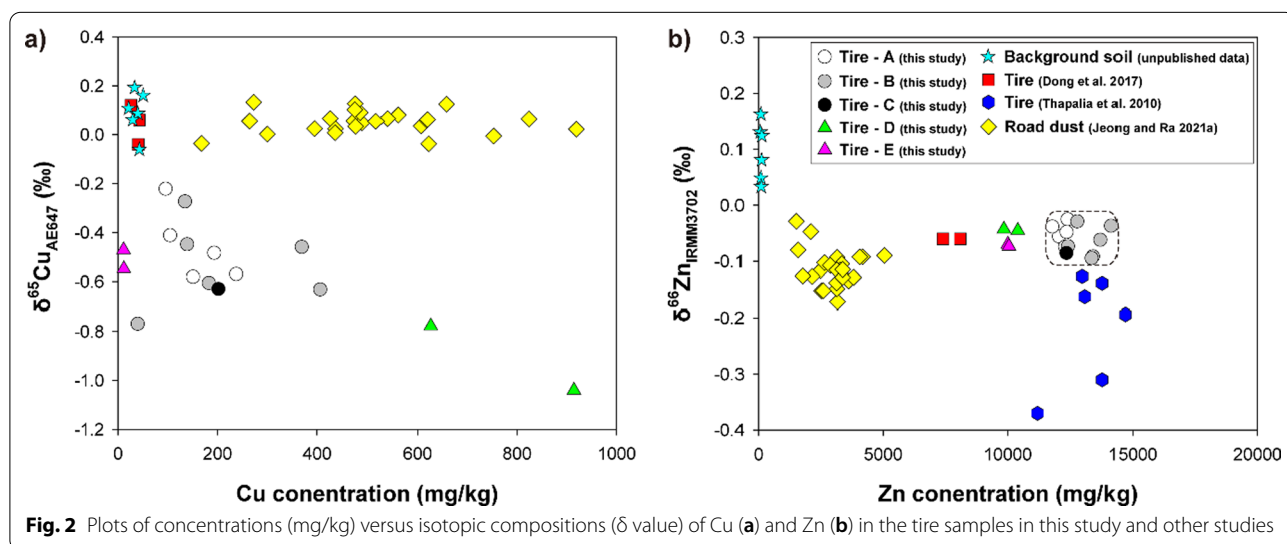 a)
0.4
0.2
0.0
-0.2
-0.4
-0.6
-0.8
-1.0
-1.2
δ⁶⁵Cu_AE647 (‰)
0 200 400 600 800 1000
Cu conentration (mg/kg)
b)
0.3
0.2
0.1
0.0
-0.1
-0.2
-0.3
-0.4
δ⁶⁶Zn_IRMM3702 (‰)
0 5000 10000 15000 20000
Zn conentration (mg/kg)
Tire - A (this study)
Tire - B (this study)
Tire - C (this study)
Tire - D (this study)
Tire - E (this study)
Background soil (unpublished data)
Tire (Dong et al. 2017)
Tire (Thapalia et al. 2010)
Road dust (Jeong and Ra 2021a)
Fig. 2 Plots of concentrations (mg/kg) versus isotopic compositions (δ value) of Cu (a) and Zn (b) in the tire samples in this study and other studies